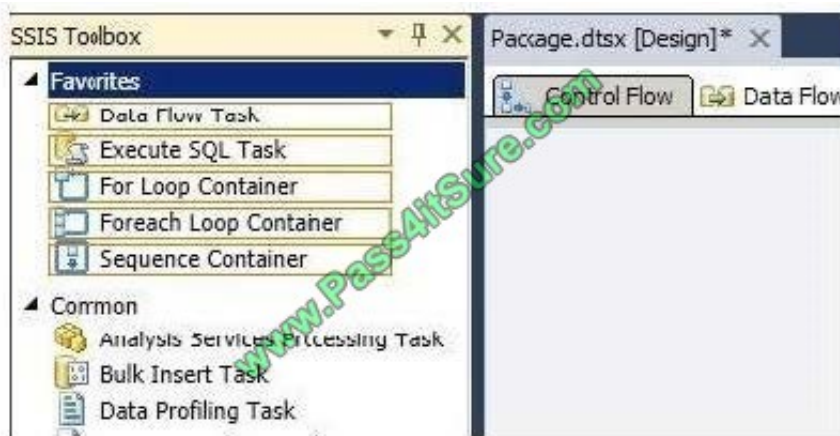 SSIS Toolbox
Package.dtsx [Design]*
Favorites
Control Flow
Data Flow
Data Flow Task
Execute SQL Task
For Loop Container
Foreach Loop Container
Sequence Container
Common
Analysis Services Processing Task
Bulk Insert Task
Data Profiling Task
www.Pass4itSure.com